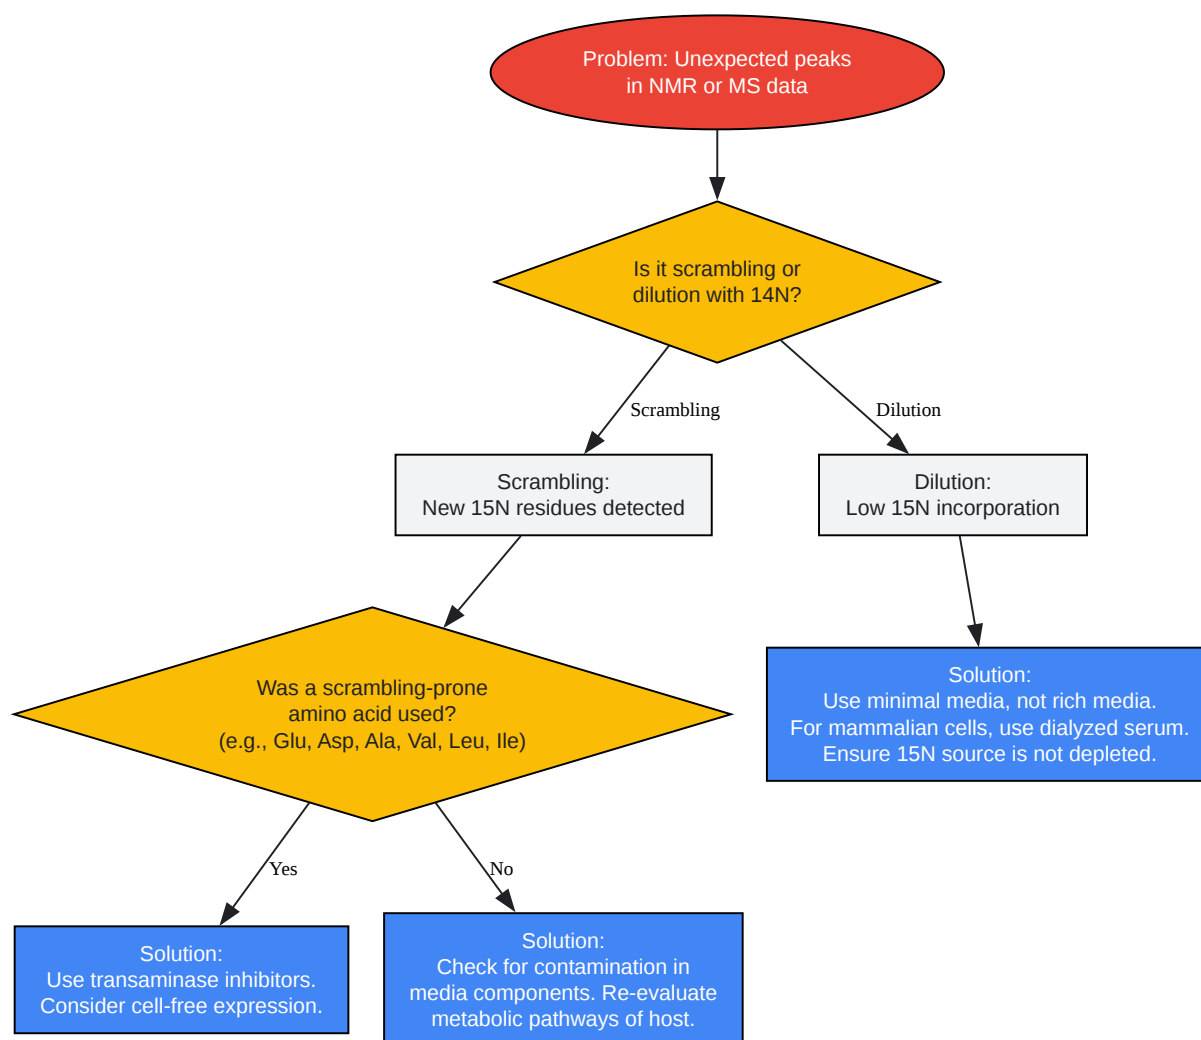 Problem: Unexpected peaks
in NMR or MS data
Is it scrambling or
dilution with 14N?
Scrambling
Dilution
Scrambling:
New 15N residues detected
Dilution:
Low 15N incorporation
Was a scrambling-prone
amino acid used?
(e.g., Glu, Asp, Ala, Val, Leu, Ile)
Solution:
Use minimal media, not rich media.
For mammalian cells, use dialyzed serum.
Ensure 15N source is not depleted.
Yes
No
Solution:
Use transaminase inhibitors.
Consider cell-free expression.
Solution:
Check for contamination in
media components. Re-evaluate
metabolic pathways of host.